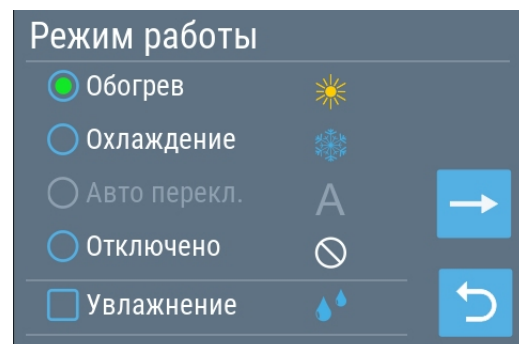 Режим работы
Обогрев
Охлаждение
Авто перекл. A
Отключено
Увлажнение